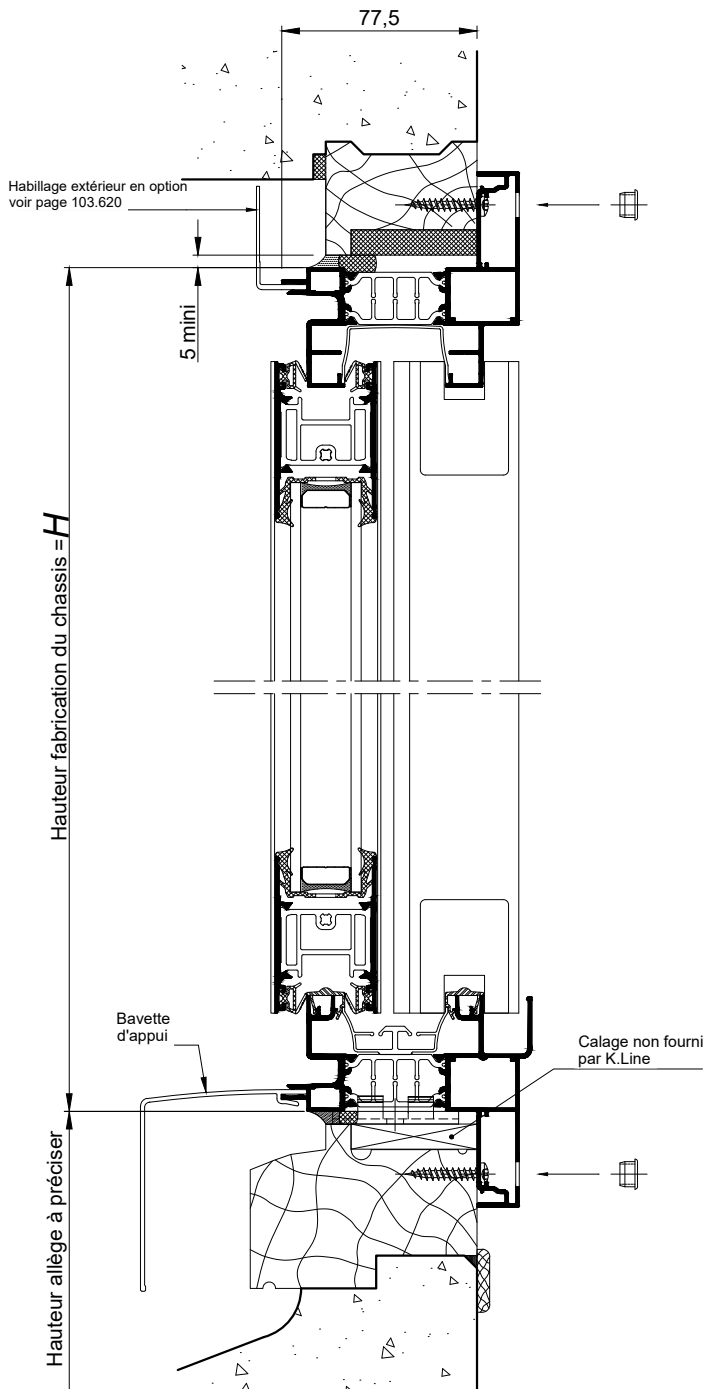 77,5
Habillage extérieur en option
voir page 103.620
5 mini
Hauteur fabrication du chassis = H
Bavette
d'appui
Calage non fourni
par K.Line
Hauteur allège à préciser